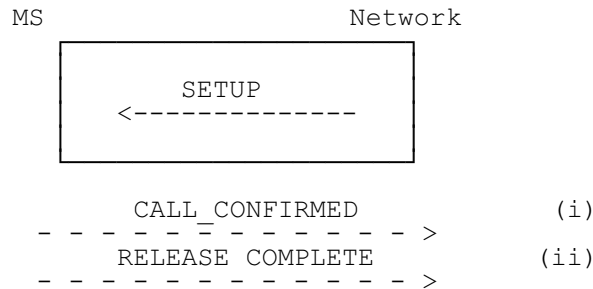 MS Network
SETUP
<--------------
CALL_CONFIRMED (i)
- - - - - - - - - - - - >
RELEASE COMPLETE (ii)
- - - - - - - - - - - - >